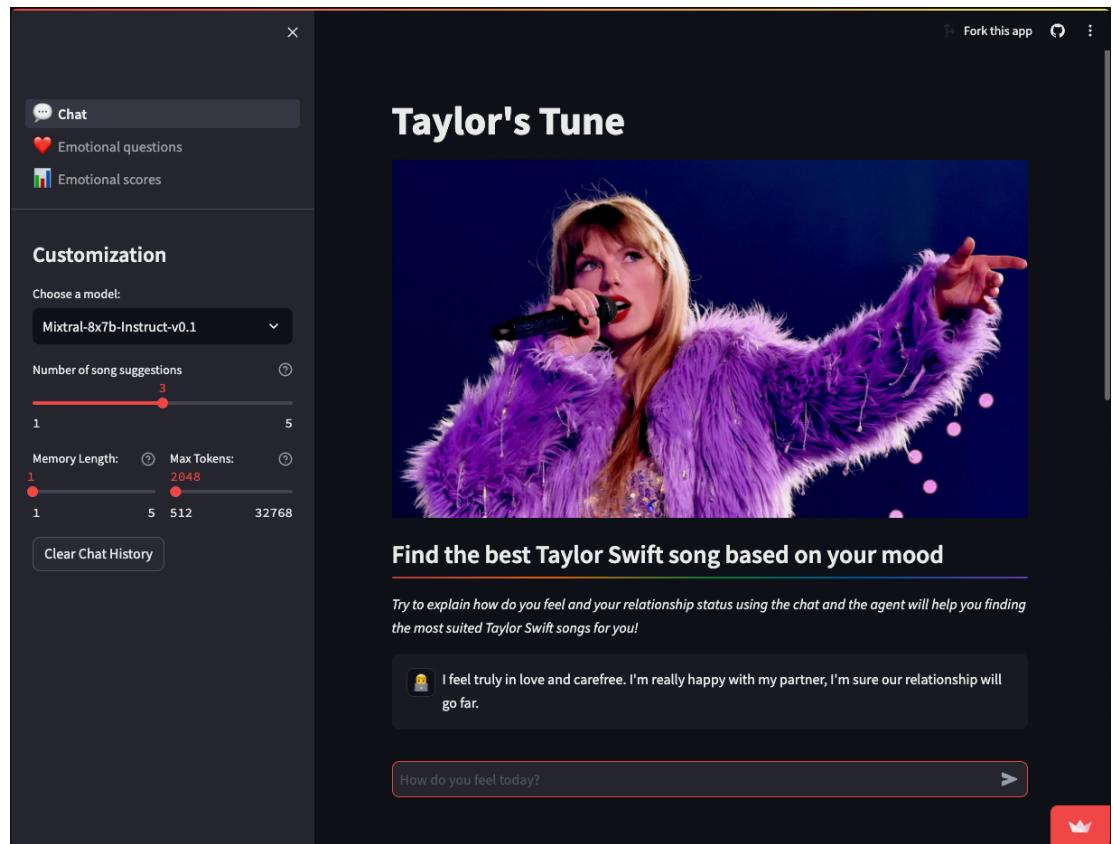 Fork this app
Chat
Emotional questions
Emotional scores
Customization
Choose a model:
Mixtral-8x7b-Instruct-v0.1
Number of song suggestions
3
1 5
Memory Length: Max Tokens:
1 2048
1 5 512 32768
Clear Chat History
Taylor's Tune
Find the best Taylor Swift song based on your mood
Try to explain how do you feel and your relationship status using the chat and the agent will help you finding
the most suited Taylor Swift songs for you!
I feel truly in love and carefree. I'm really happy with my partner, I'm sure our relationship will
go far.
How do you feel today?